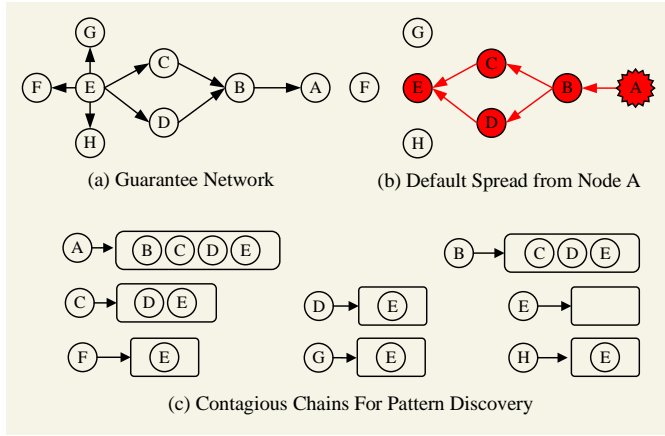 G G
C C
F E B A F E B A
D D
H H
(a) Guarantee Network (b) Default Spread from Node A
A B C D E B C D E
C D E D E E
F E G E H E
(c) Contagious Chains For Pattern Discovery